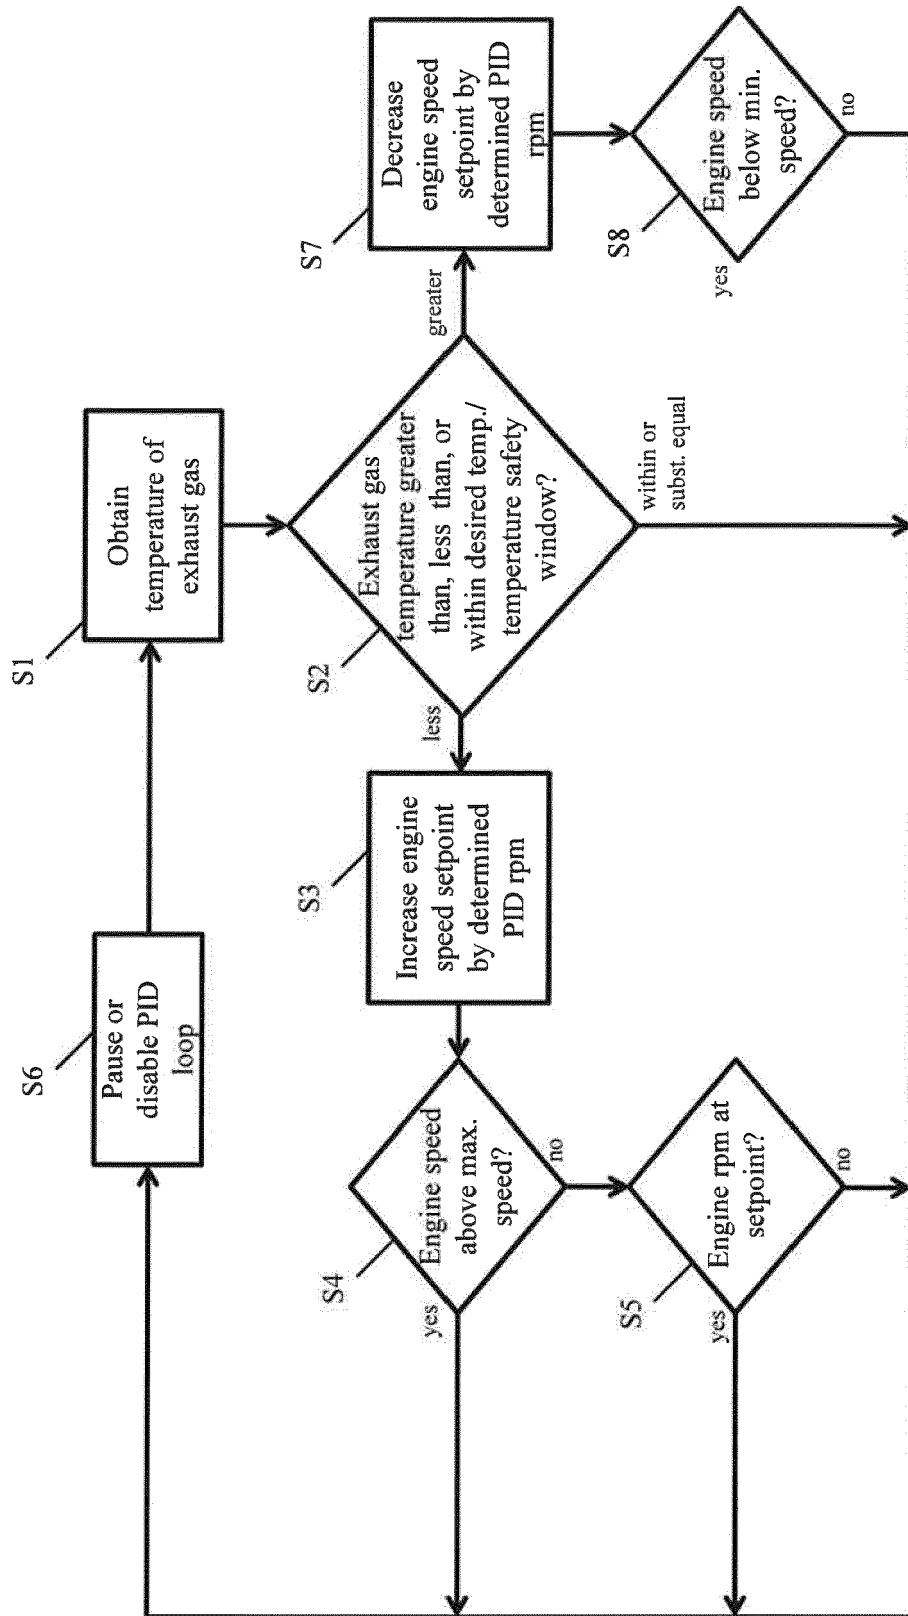 S6
Pause or
disable PID
loop
S1
Obtain
temperature of
exhaust gas
S2
Exhaust gas
temperature greater
than, less than, or
within desired temp./
temperature safety
window?
less
greater
within or
subst. equal
S3
Increase engine
speed setpoint
by determined
PID rpm
S4
Engine speed
above max.
speed?
yes
no
S5
Engine rpm at
setpoint?
yes
no
S7
Decrease
engine speed
setpoint by
determined PID
rpm
S8
Engine speed
below min.
speed?
yes
no